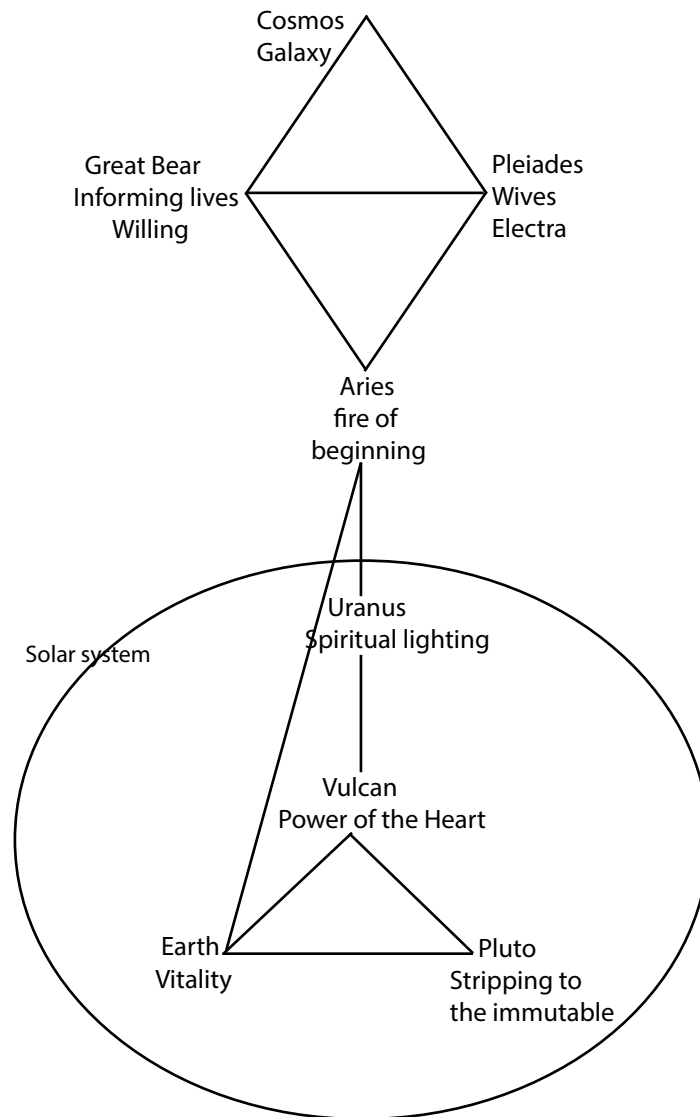 Cosmos
Galaxy
Great Bear
Informing lives
Willing
Pleiades
Wives
Electra
Aries
fire of
beginning
Uranus
Spiritual lighting
Solar system
Vulcan
Power of the Heart
Earth
Vitality
Pluto
Stripping to
the immutable